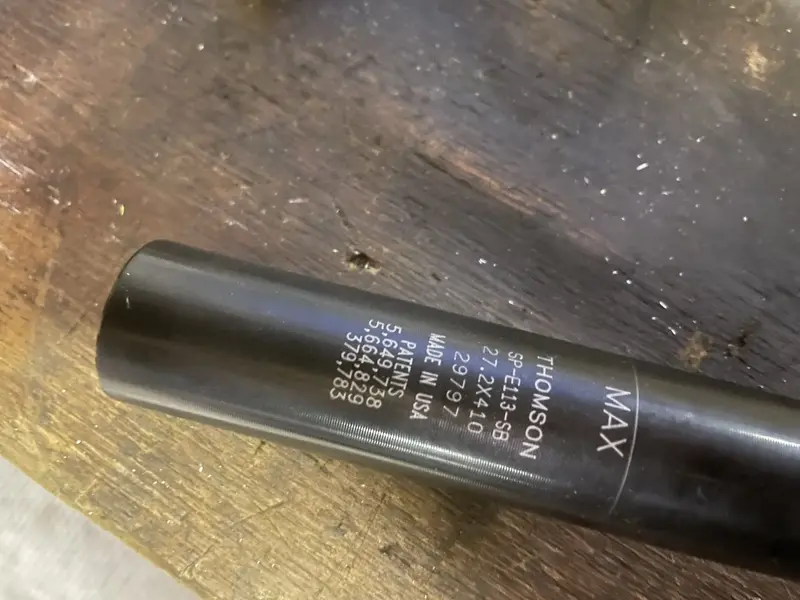 MAX
THOMSON
SP-E113-SB
27.2X410
29797
MADE IN USA
PATENTS
5,649,738
5,664,829
379,783